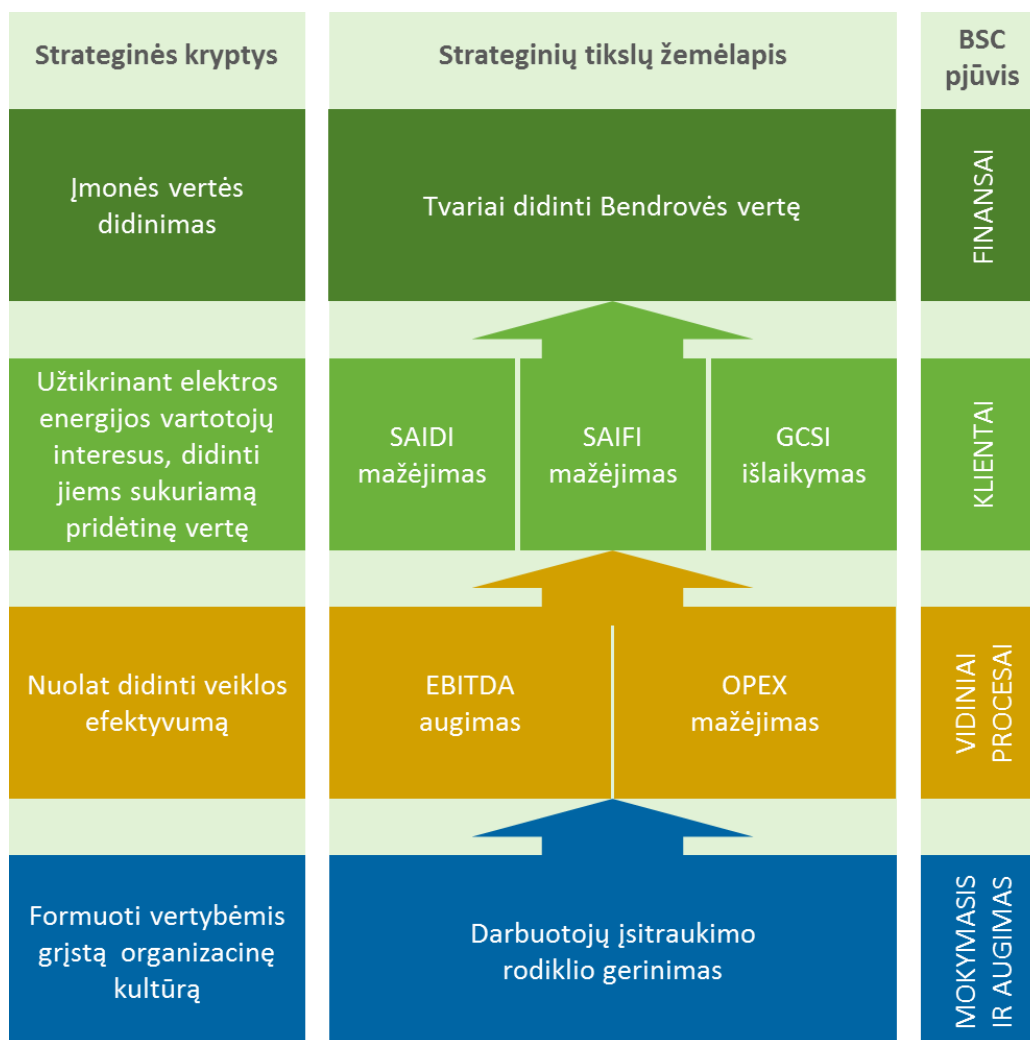 Strateginės kryptys
Strateginių tikslų žemėlapis
BSC
pjūvis
Įmonės vertės
didinimas
Tvariai didinti Bendrovės vertę
FINANSAI
Užtikrinant elektros
energijos vartotojų
interesus, didinti
jiems sukuriamą
pridėtinę vertę
SAIDI
mažėjimas
SAIFI
mažėjimas
GCSI
išlaikymas
KLIENTAI
Nuolat didinti veiklos
efektyvumą
EBITDA
augimas
OPEX
mažėjimas
VIDINIAI
PROCESAI
Formuoti vertybėmis
grįstą organizacinę
kultūrą
Darbuotojų įsitraukimo
rodiklio gerinimas
MOKYMASIS
IR AUGIMAS